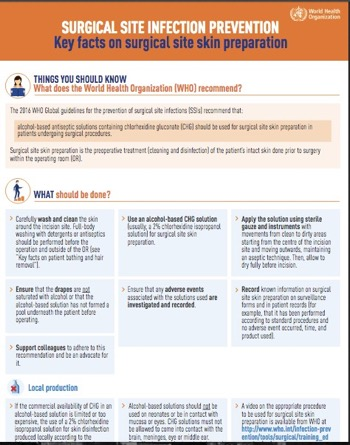 World Health
Organization
SURGICAL SITE INFECTION PREVENTION
Key facts on surgical site skin preparation
THINGS YOU SHOULD KNOW
What does the World Health Organization (WHO) recommend?
The 2016 WHO Global guidelines for the prevention of surgical site infections (SSIs) recommend that:
alcohol-based antiseptic solutions containing chlorhexidine gluconate (CHG) should be used for surgical site skin preparation in
patients undergoing surgical procedures.
Surgical site skin preparation is the preoperative treatment (cleaning and disinfection) of the patient's intact skin done prior to surgery
within the operating room (OR).
WHAT should be done?
> Carefully wash and clean the skin
around the incision site. Full-body
washing with detergents or antiseptics
should be performed before the
operation and outside of the OR (see
"Key facts on patient bathing and hair
removal").
> Use an alcohol-based CHG solution
(usually, a 2% chlorhexidine isopropanol
solution) for surgical site skin
preparation.
> Apply the solution using sterile
gauze and instruments with
movements from clean to dirty areas
starting from the centre of the incision
site and moving outwards, maintaining
an aseptic technique. Then, allow to
dry fully before incision.
> Ensure that the drapes are not
saturated with alcohol or that the
alcohol-based solution has not formed a
pool underneath the patient before
operating.
> Ensure that any adverse events
associated with the solutions used are
investigated and recorded.
> Record known information on surgical
site skin preparation on surveillance
forms and in patient records (for
example, that it has been performed
according to standard procedure and
no adverse event occurred, time, and
product used).
> Support colleagues to adhere to this
recommendation and be an advocate for
it.
Local production
> If the commercial availability of CHG in an
alcohol-based solution is limited or too
expensive, the use of a 2% chlorhexidine
isopropanol solution for skin disinfection
produced locally according to the
> Alcohol-based solutions should not be
used on neonates or be in contact with
mucosa or eyes. CHG solutions must not
be allowed to come into contact with the
brain, meninges, eye or middle ear.
> A video on the appropriate procedure
to be used for surgical site skin
preparation is available from WHO at
http://www.who.int/infection-prev
ention/tools/surgical/training_ed